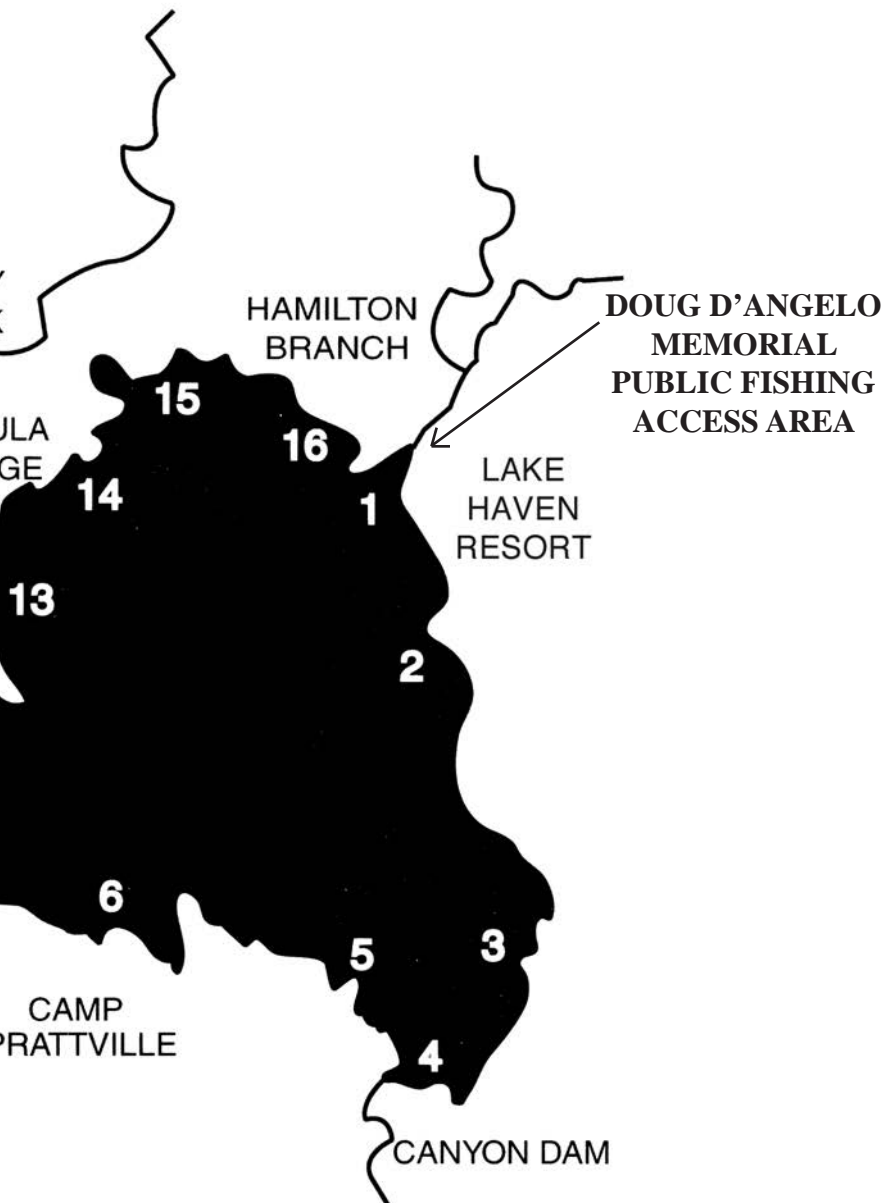 HAMILTON
BRANCH
DOUG D’ANGELO
MEMORIAL
PUBLIC FISHING
ACCESS AREA
15
16
LAKE
HAVEN
RESORT
14
1
13
2
6
5
3
CAMP
PRATTVILLE
4
CANYON DAM